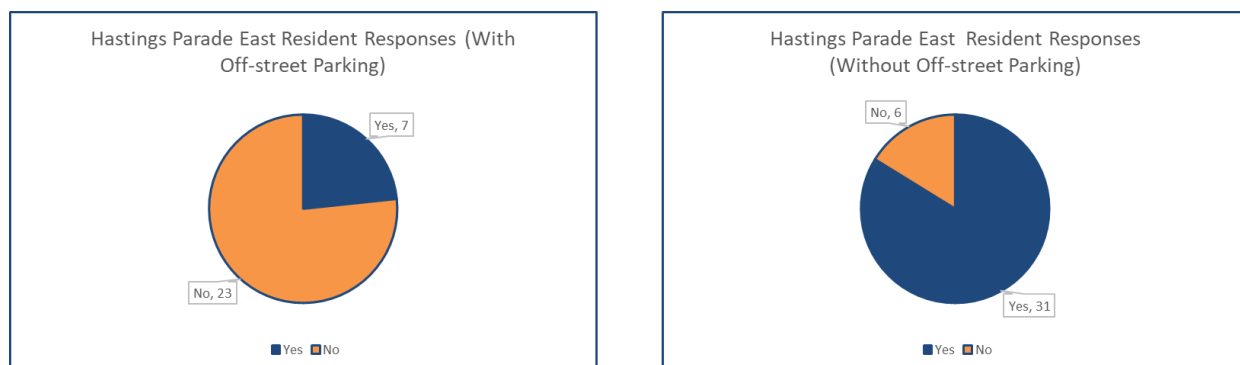 Hastings Parade East Resident Responses (With
Off-street Parking)
Yes, 7
No, 23
Yes No
Hastings Parade East Resident Responses
(Without Off-street Parking)
No, 6
Yes, 31
Yes No